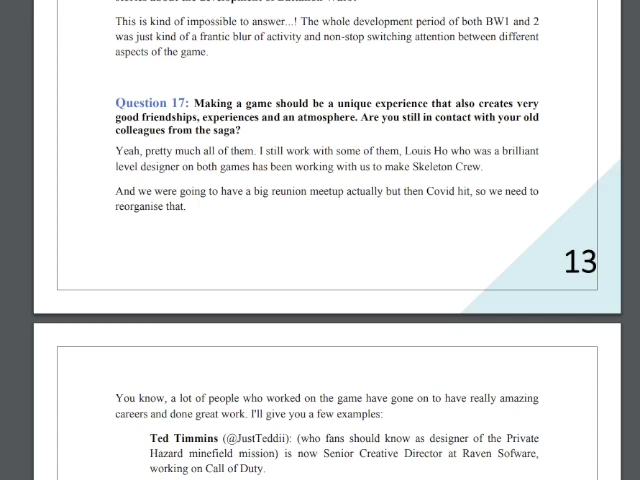 This is kind of impossible to answer...! The whole development period of both BW1 and 2
was just kind of a frantic blur of activity and non-stop switching attention between different
aspects of the game.
Question 17: Making a game should be a unique experience that also creates very
good friendships, experiences and an atmosphere. Are you still in contact with your old
colleagues from the saga?
Yeah, pretty much all of them. I still work with some of them, Louis Ho who was a brilliant
level designer on both games has been working with us to make Skeleton Crew.
And we were going to have a big reunion meetup actually but then Covid hit, so we need to
reorganise that.
13
You know, a lot of people who worked on the game have gone on to have really amazing
careers and done great work. I'll give you a few examples:
Ted Timmins (@JustTeddii): (who fans should know as designer of the Private
Hazard minefield mission) is now Senior Creative Director at Raven Sofware,
working on Call of Duty.